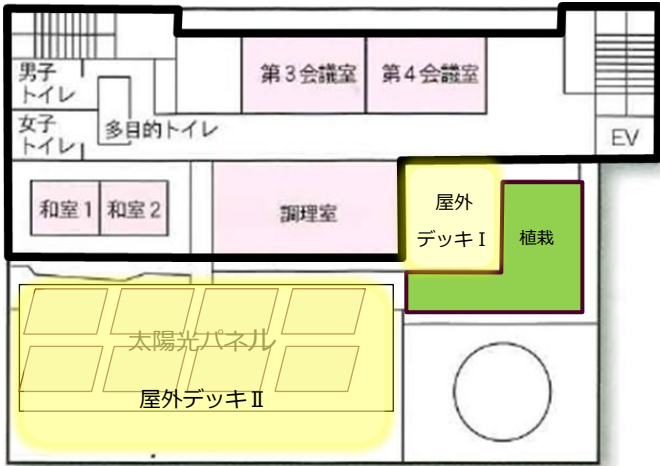 第3会議室
第4会議室
男子
トイレ
女子
トイレ
多目的トイレ
EV
和室1
和室2
調理室
屋外
デッキⅠ
植栽
太陽光パネル
屋外デッキⅡ